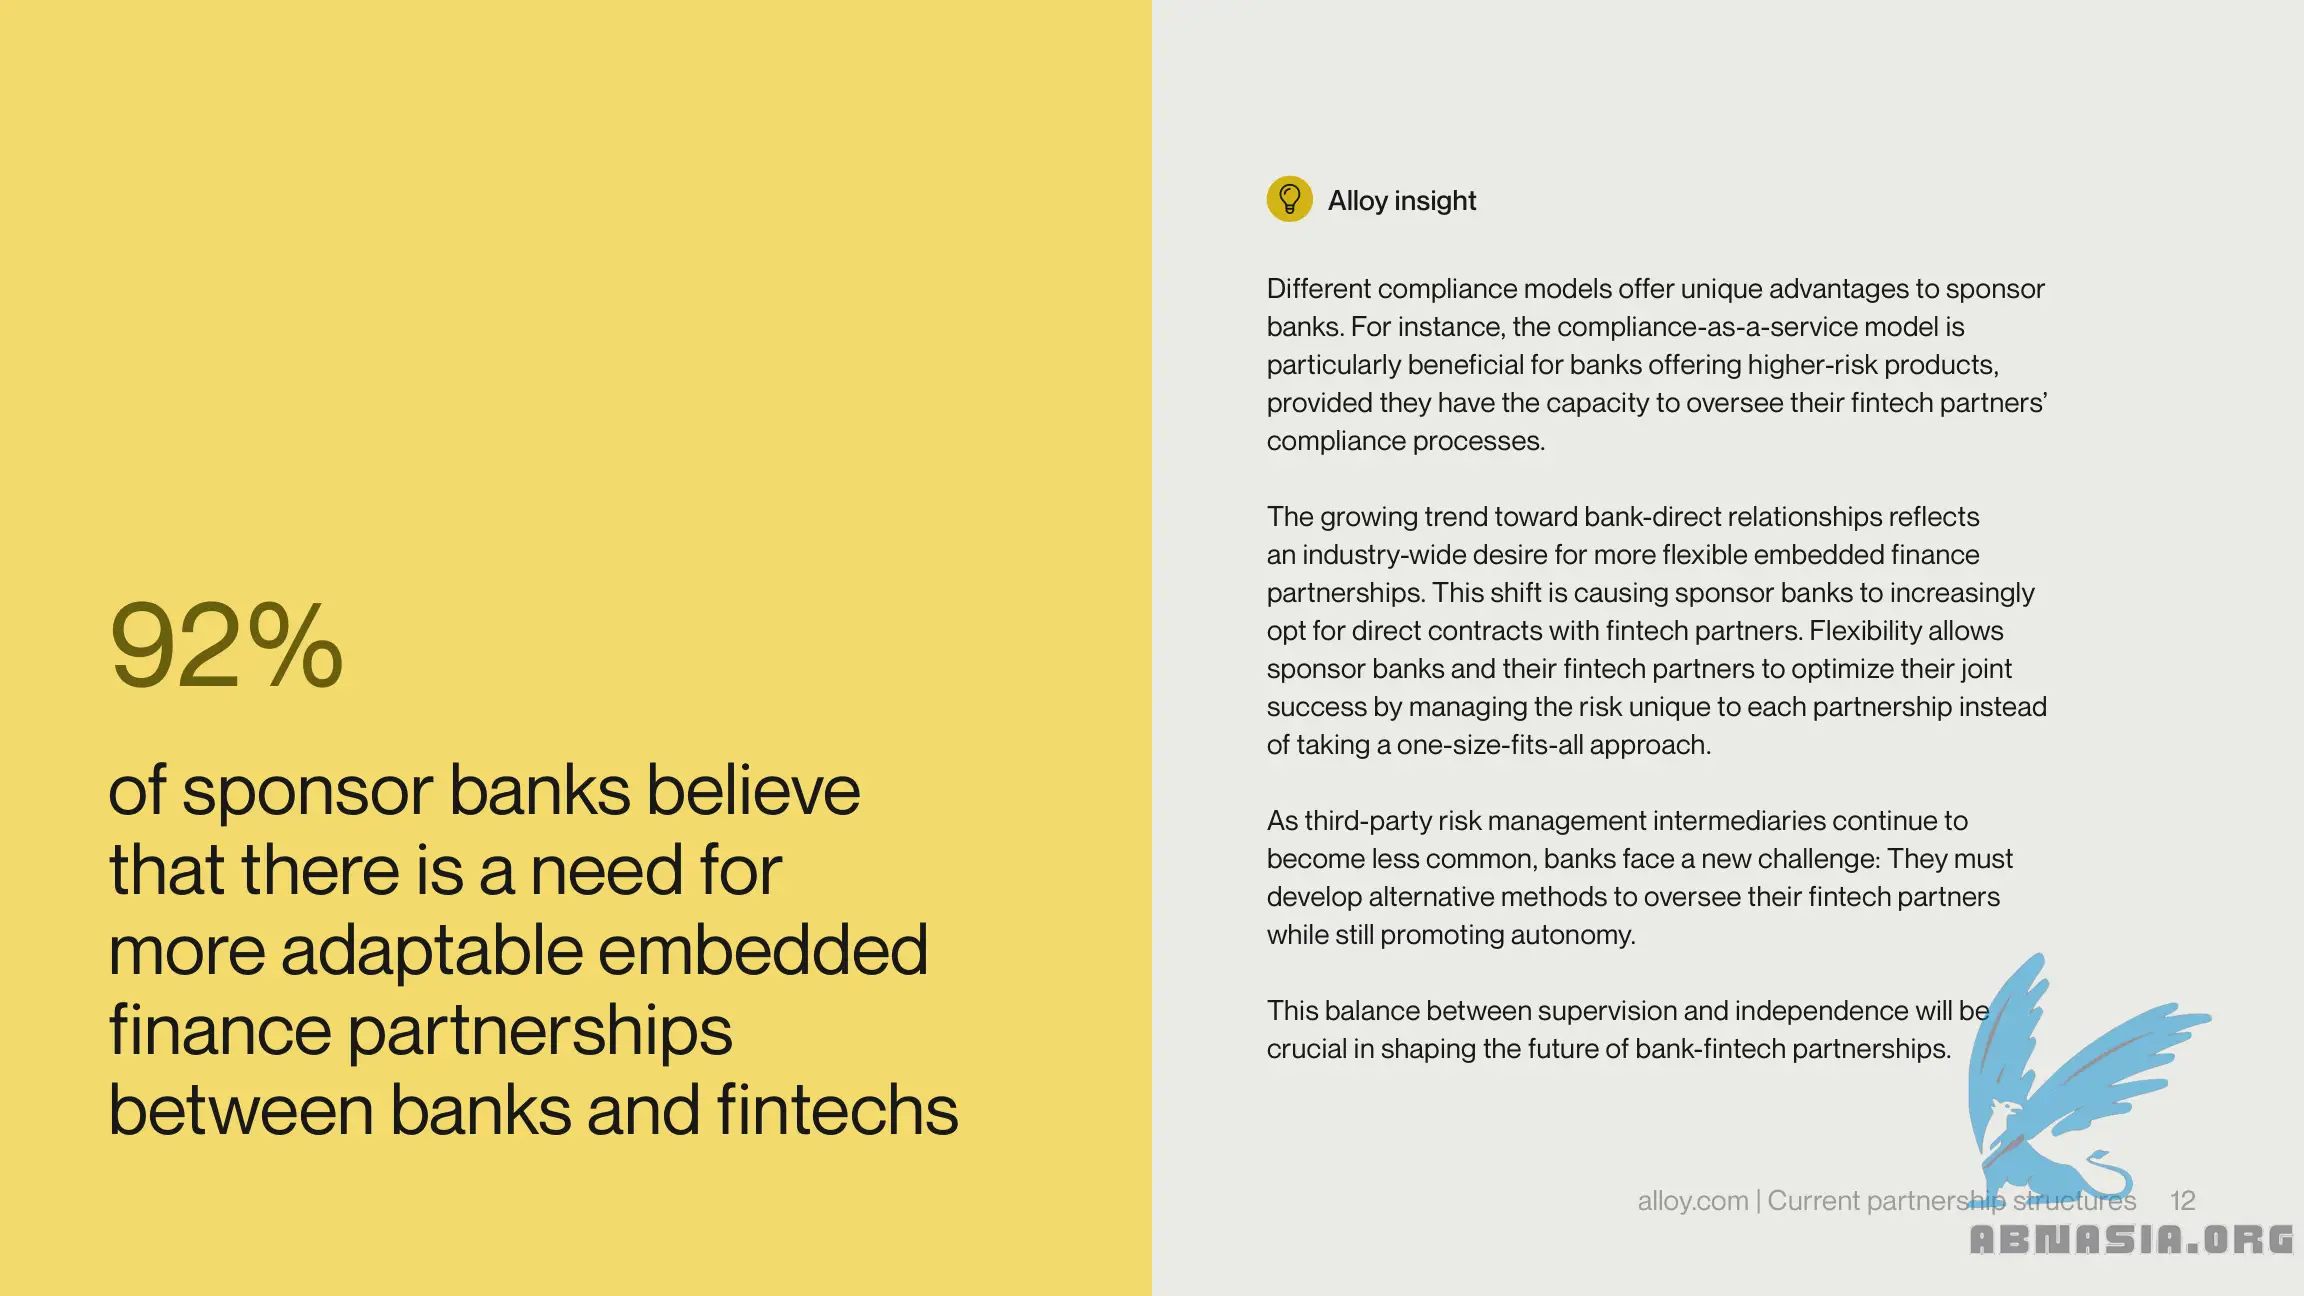 92%
of sponsor banks believe
that there is a need for
more adaptable embedded
finance partnerships
between banks and fintechs
Alloy insight
Different compliance models offer unique advantages to sponsor
banks. For instance, the compliance-as-a-service model is
particularly beneficial for banks offering higher-risk products,
provided they have the capacity to oversee their fintech partners’
compliance processes.
The growing trend toward bank-direct relationships reflects
an industry-wide desire for more flexible embedded finance
partnerships. This shift is causing sponsor banks to increasingly
opt for direct contracts with fintech partners. Flexibility allows
sponsor banks and their fintech partners to optimize their joint
success by managing the risk unique to each partnership instead
of taking a one-size-fits-all approach.
As third-party risk management intermediaries continue to
become less common, banks face a new challenge: They must
develop alternative methods to oversee their fintech partners
while still promoting autonomy.
This balance between supervision and independence will be
crucial in shaping the future of bank-fintech partnerships.
alloy.com | Current partnership structures 12
ABNASIA.ORG